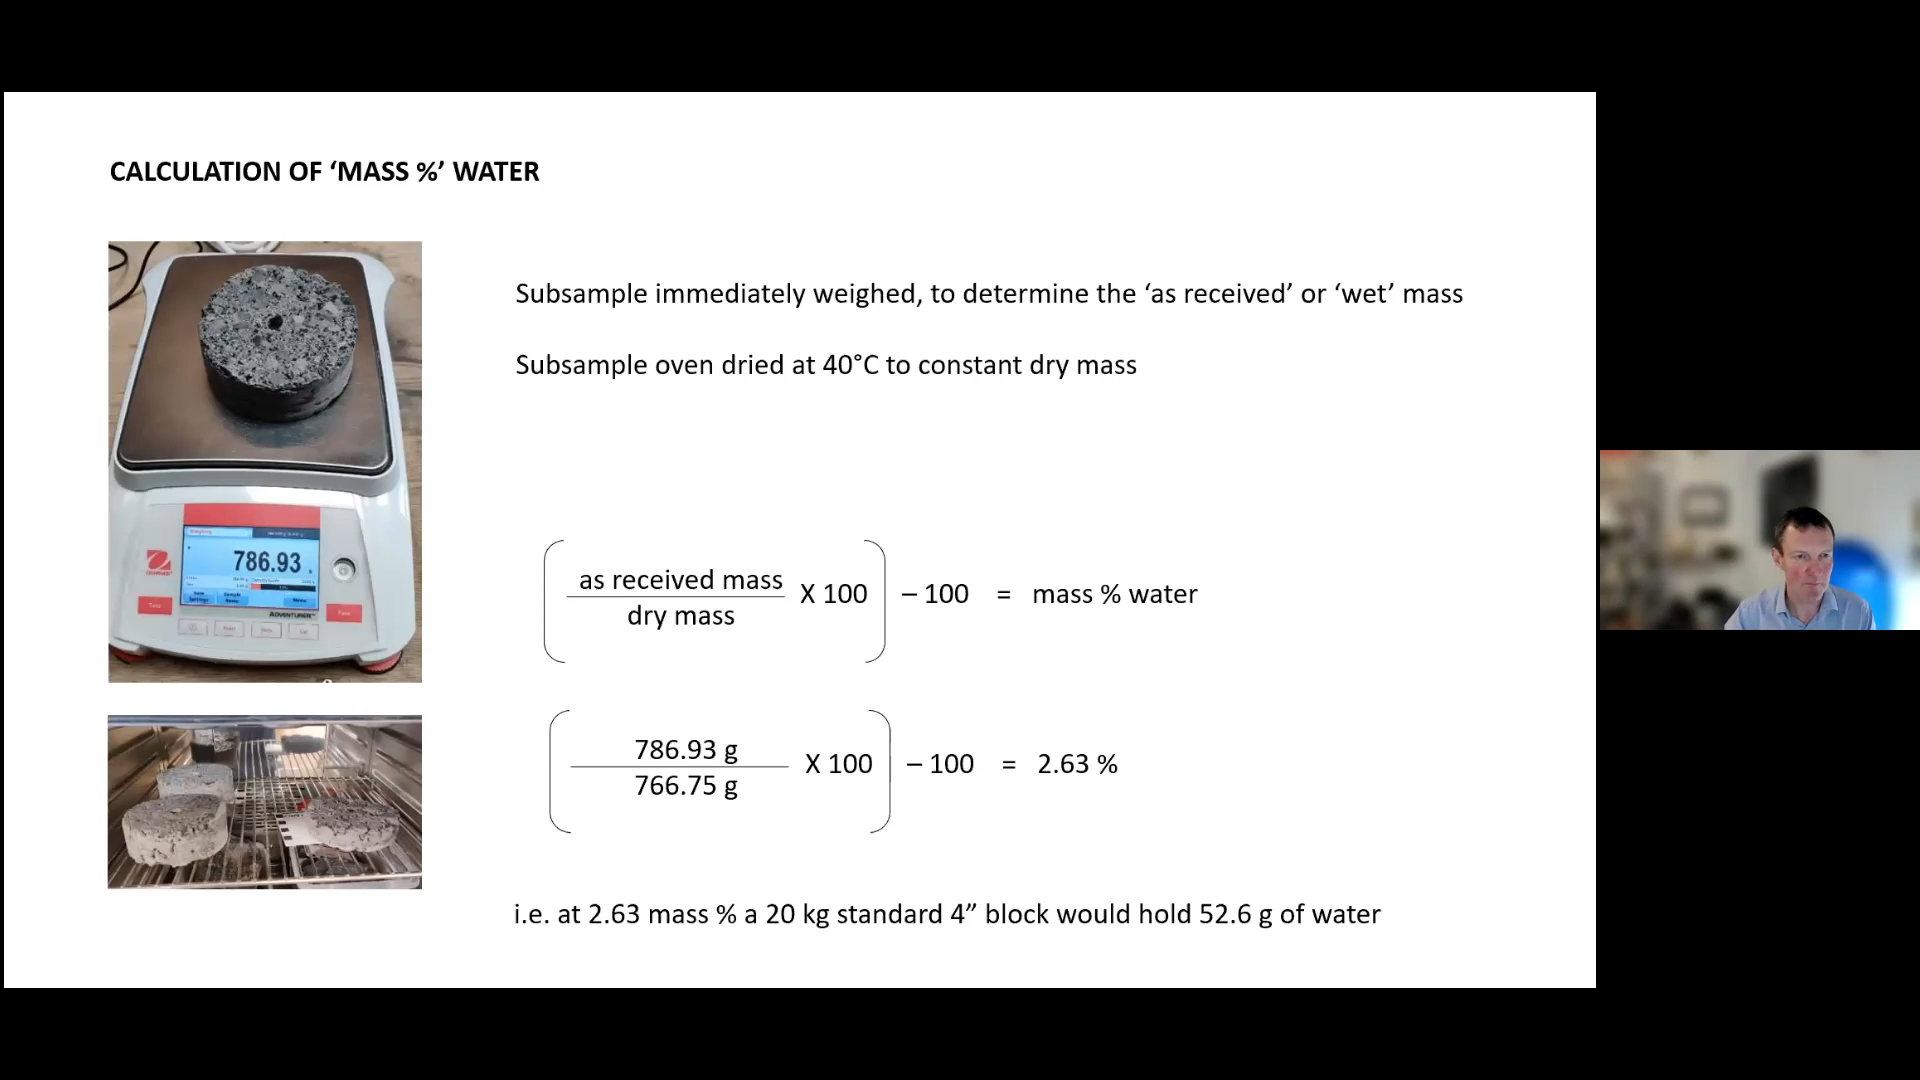 CALCULATION OF ‘MASS %’ WATER
Subsample immediately weighed, to determine the ‘as received’ or ‘wet’ mass
Subsample oven dried at 40°C to constant dry mass
786.93
ADVENTURER™
as received mass
dry mass
X 100
– 100 = mass % water
786.93 g
766.75 g
X 100
– 100 = 2.63 %
i.e. at 2.63 mass % a 20 kg standard 4” block would hold 52.6 g of water